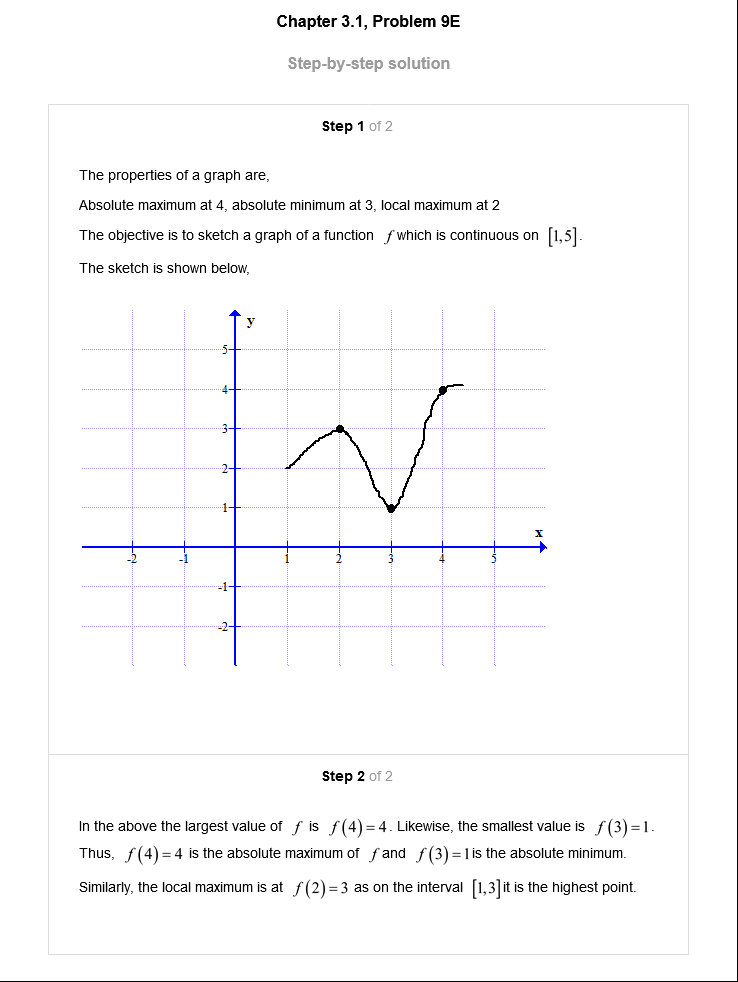 Chapter 3.1, Problem 9E
Step-by-step solution
Step 1 of 2
The properties of a graph are,
Absolute maximum at 4, absolute minimum at 3, local maximum at 2
The objective is to sketch a graph of a function f which is continuous on [1,5].
The sketch is shown below,
y
5
4
3
2
1
x
-2 -1 1 2 3 4 5
-1
-2
Step 2 of 2
In the above the largest value of f is f(4)=4. Likewise, the smallest value is f(3)=1.
Thus, f(4)=4 is the absolute maximum of f and f(3)=1 is the absolute minimum.
Similarly, the local maximum is at f(2)=3 as on the interval [1,3] it is the highest point.